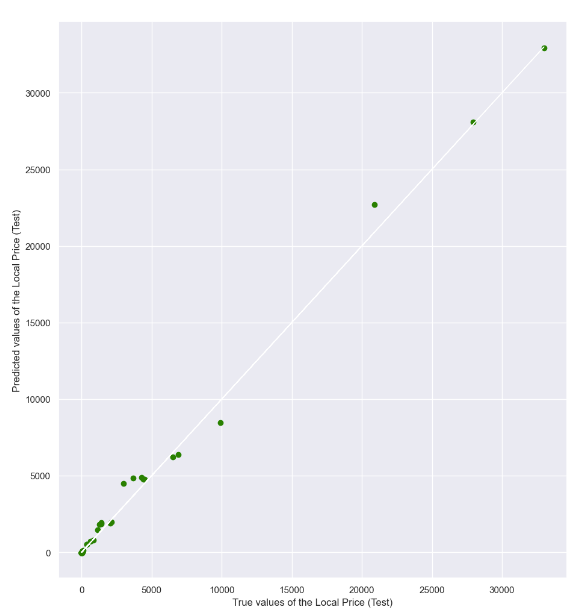 30000
25000
20000
15000
10000
5000
0
Predicted values of the Local Price (Test)
0 5000 10000 15000 20000 25000 30000
True values of the Local Price (Test)